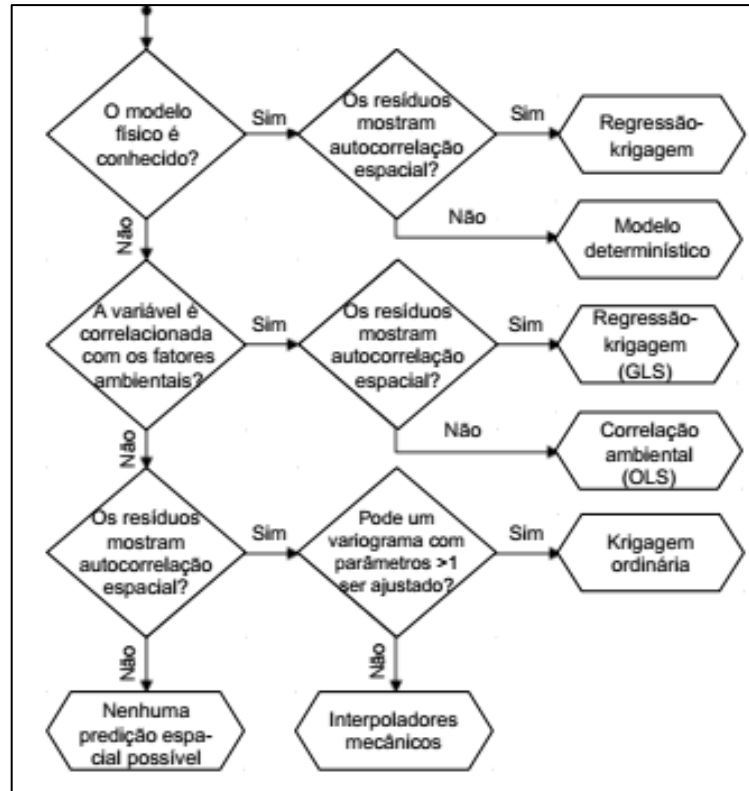 O modelo
físico é
conhecido?
Sim
Os resíduos
mostram
autocorrelação
espacial?
Sim
Regressão-
krigagem
Não
Modelo
determinístico
Não
A variável é
correlacionada
com os fatores
ambientais?
Sim
Os resíduos
mostram
autocorrelação
espacial?
Sim
Regressão-
krigagem
(GLS)
Não
Correlação
ambiental
(OLS)
Não
Os resíduos
mostram
autocorrelação
espacial?
Sim
Pode um
variograma com
parâmetros >1
ser ajustado?
Sim
Krigagem
ordinária
Não
Nenhuma
predição espa-
cial possível
Não
Interpoladores
mecânicos